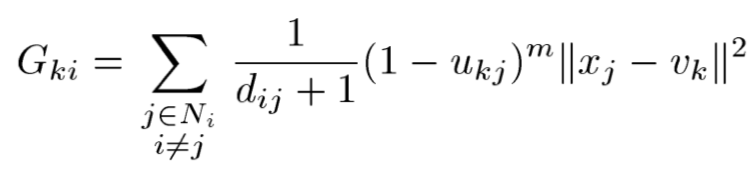 G_{ki} = \sum_{\substack{j \in N_i \\ i \neq j}} \frac{1}{d_{ij} + 1} (1 - u_{kj})^m \|x_j - v_k\|^2